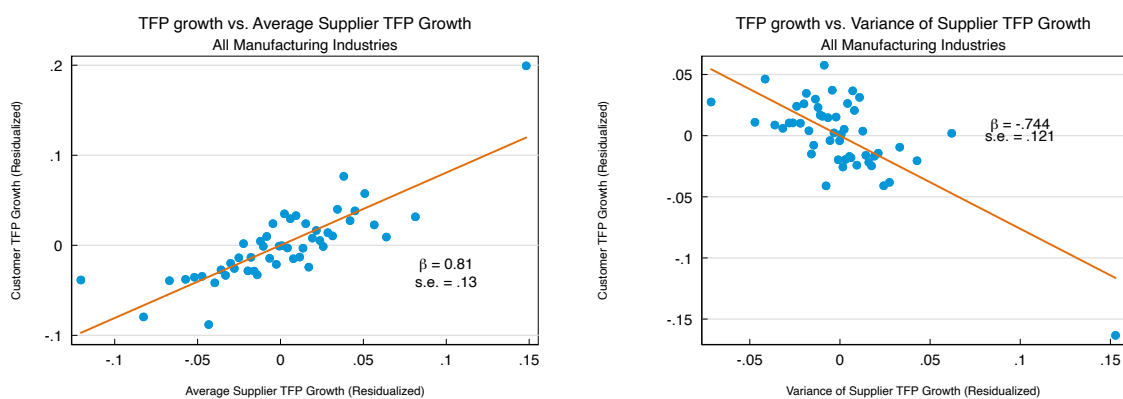 TFP growth vs. Average Supplier TFP Growth
All Manufacturing Industries
Customer TFP Growth (Residualized)
.2
.1
0
-.1
β = 0.81
s.e. = .13
-.1
-.05
0
.05
.1
.15
Average Supplier TFP Growth (Residualized)
TFP growth vs. Variance of Supplier TFP Growth
All Manufacturing Industries
Customer TFP Growth (Residualized)
.05
0
-.05
-.1
-.15
β = -.744
s.e. = .121
-.05
0
.05
.1
.15
Variance of Supplier TFP Growth (Residualized)